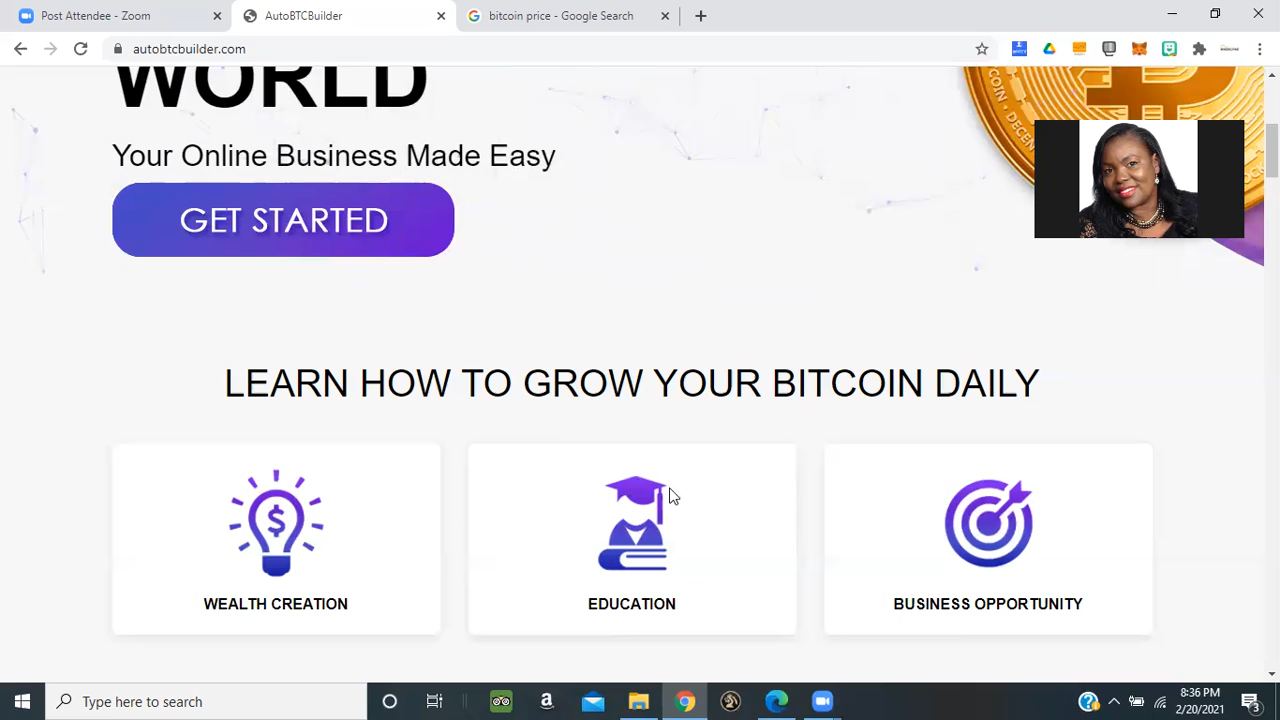 Post Attendee - Zoom
AutoBTCBuilder
bitcoin price - Google Search
autobtcbuilder.com
WORLD
Your Online Business Made Easy
GET STARTED
LEARN HOW TO GROW YOUR BITCOIN DAILY
WEALTH CREATION
EDUCATION
BUSINESS OPPORTUNITY
Type here to search
8:36 PM
2/20/2021
3